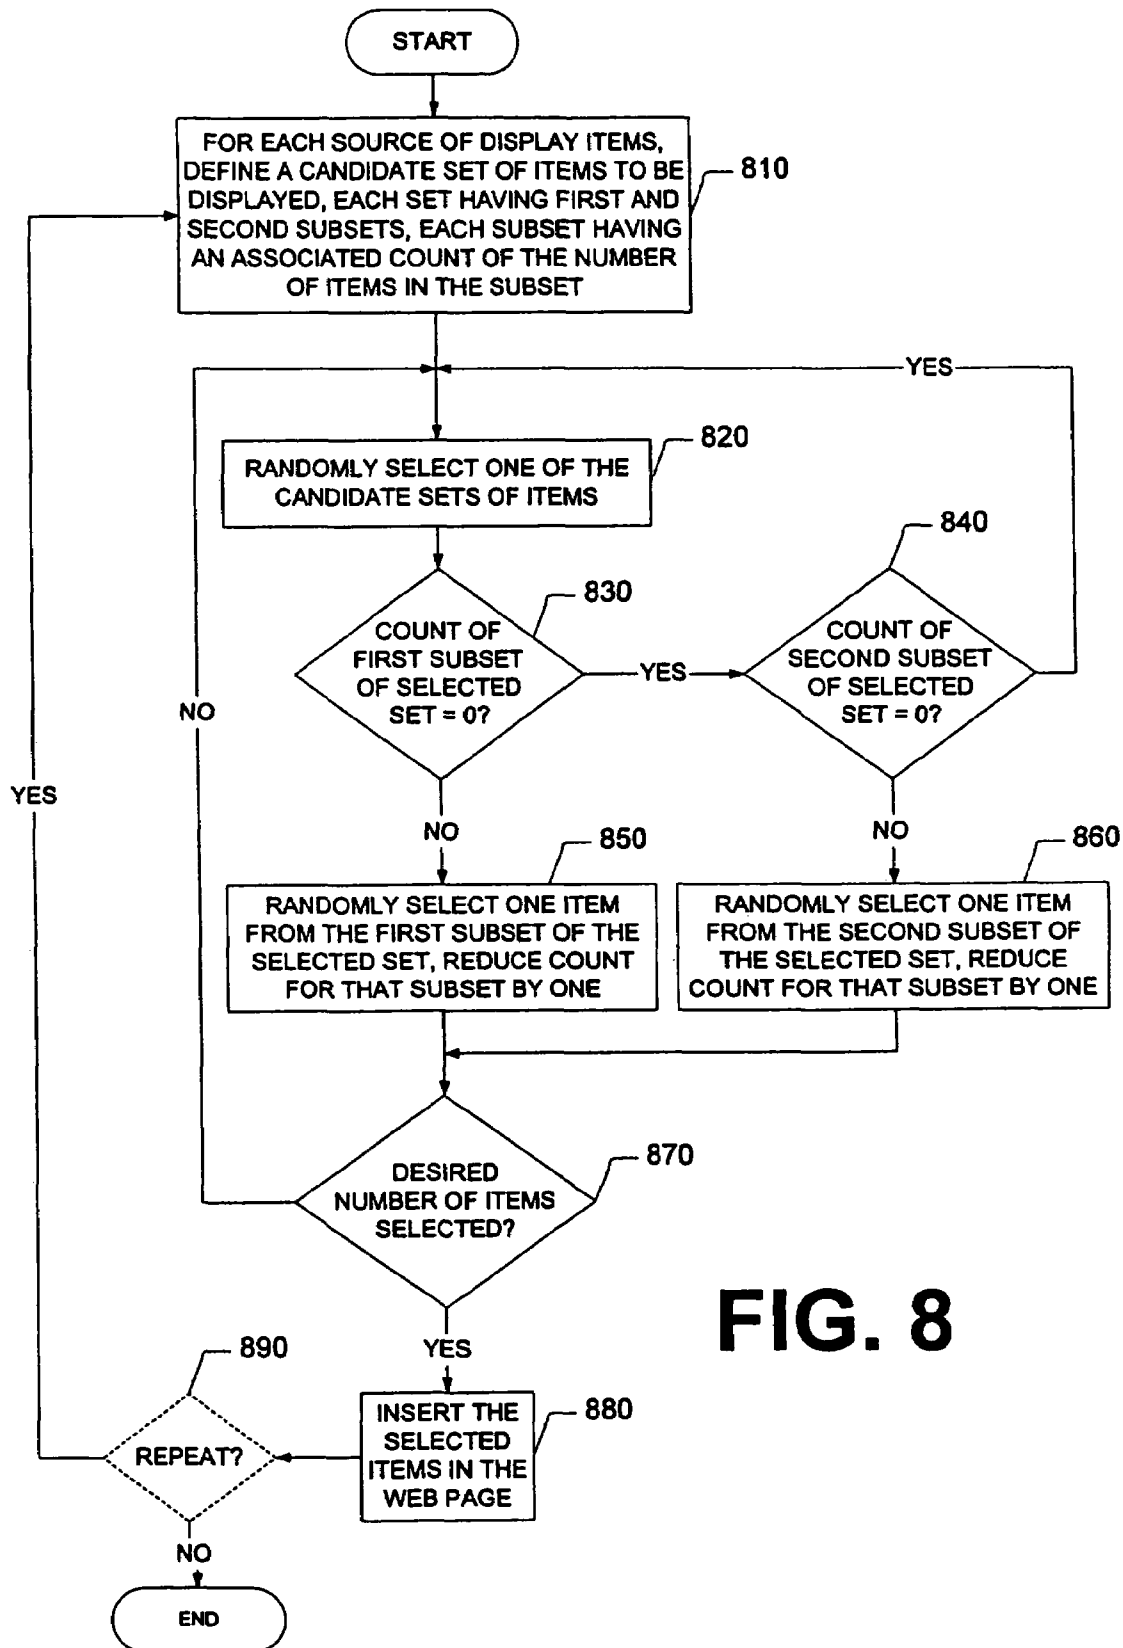 START
FOR EACH SOURCE OF DISPLAY ITEMS,
DEFINE A CANDIDATE SET OF ITEMS TO BE
DISPLAYED, EACH SET HAVING FIRST AND
SECOND SUBSETS, EACH SUBSET HAVING
AN ASSOCIATED COUNT OF THE NUMBER
OF ITEMS IN THE SUBSET
810
YES
820
RANDOMLY SELECT ONE OF THE
CANDIDATE SETS OF ITEMS
830
COUNT OF
FIRST SUBSET
OF SELECTED
SET = 0?
YES
840
COUNT OF
SECOND SUBSET
OF SELECTED
SET = 0?
NO
YES
NO
850
RANDOMLY SELECT ONE ITEM
FROM THE FIRST SUBSET OF THE
SELECTED SET, REDUCE COUNT
FOR THAT SUBSET BY ONE
NO
860
RANDOMLY SELECT ONE ITEM
FROM THE SECOND SUBSET OF
THE SELECTED SET, REDUCE
COUNT FOR THAT SUBSET BY ONE
870
DESIRED
NUMBER OF ITEMS
SELECTED?
FIG. 8
YES
890
REPEAT?
880
INSERT THE
SELECTED
ITEMS IN THE
WEB PAGE
NO
END